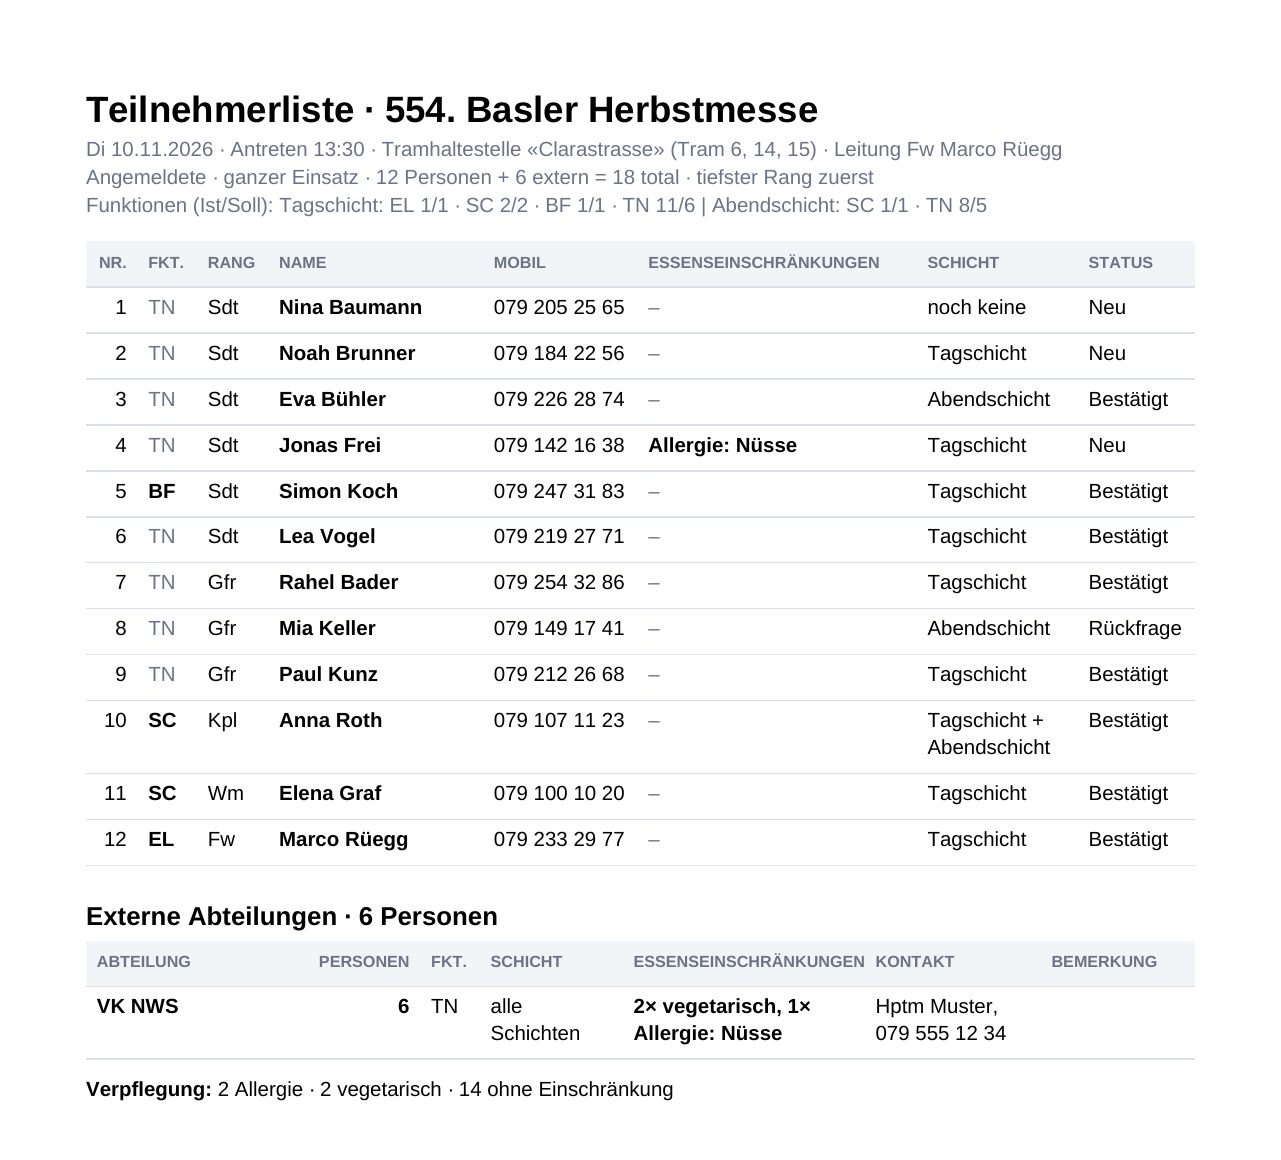 Teilnehmerliste · 554. Basler Herbstmesse
Di 10.11.2026 · Antreten 13:30 · Tramhaltestelle «Clarastrasse» (Tram 6, 14, 15) · Leitung Fw Marco Rüegg
Angemeldete · ganzer Einsatz · 12 Personen + 6 extern = 18 total · tiefster Rang zuerst
Funktionen (Ist/Soll): Tagschicht: EL 1/1 · SC 2/2 · BF 1/1 · TN 11/6 | Abendschicht: SC 1/1 · TN 8/5
NR. FKT. RANG NAME MOBIL ESSENSEINSCHRÄNKUNGEN SCHICHT STATUS
1 TN Sdt Nina Baumann 079 205 25 65 – noch keine Neu
2 TN Sdt Noah Brunner 079 184 22 56 – Tagschicht Neu
3 TN Sdt Eva Bühler 079 226 28 74 – Abendschicht Bestätigt
4 TN Sdt Jonas Frei 079 142 16 38 Allergie: Nüsse Tagschicht Neu
5 BF Sdt Simon Koch 079 247 31 83 – Tagschicht Bestätigt
6 TN Sdt Lea Vogel 079 219 27 71 – Tagschicht Bestätigt
7 TN Gfr Rahel Bader 079 254 32 86 – Tagschicht Bestätigt
8 TN Gfr Mia Keller 079 149 17 41 – Abendschicht Rückfrage
9 TN Gfr Paul Kunz 079 212 26 68 – Tagschicht Bestätigt
10 SC Kpl Anna Roth 079 107 11 23 – Tagschicht + Bestätigt
Abendschicht
11 SC Wm Elena Graf 079 100 10 20 – Tagschicht Bestätigt
12 EL Fw Marco Rüegg 079 233 29 77 – Tagschicht Bestätigt
Externe Abteilungen · 6 Personen
ABTEILUNG PERSONEN FKT. SCHICHT ESSENSEINSCHRÄNKUNGEN KONTAKT BEMERKUNG
VK NWS 6 TN alle 2× vegetarisch, 1× Hptm Muster,
Schichten Allergie: Nüsse 079 555 12 34
Verpflegung: 2 Allergie · 2 vegetarisch · 14 ohne Einschränkung